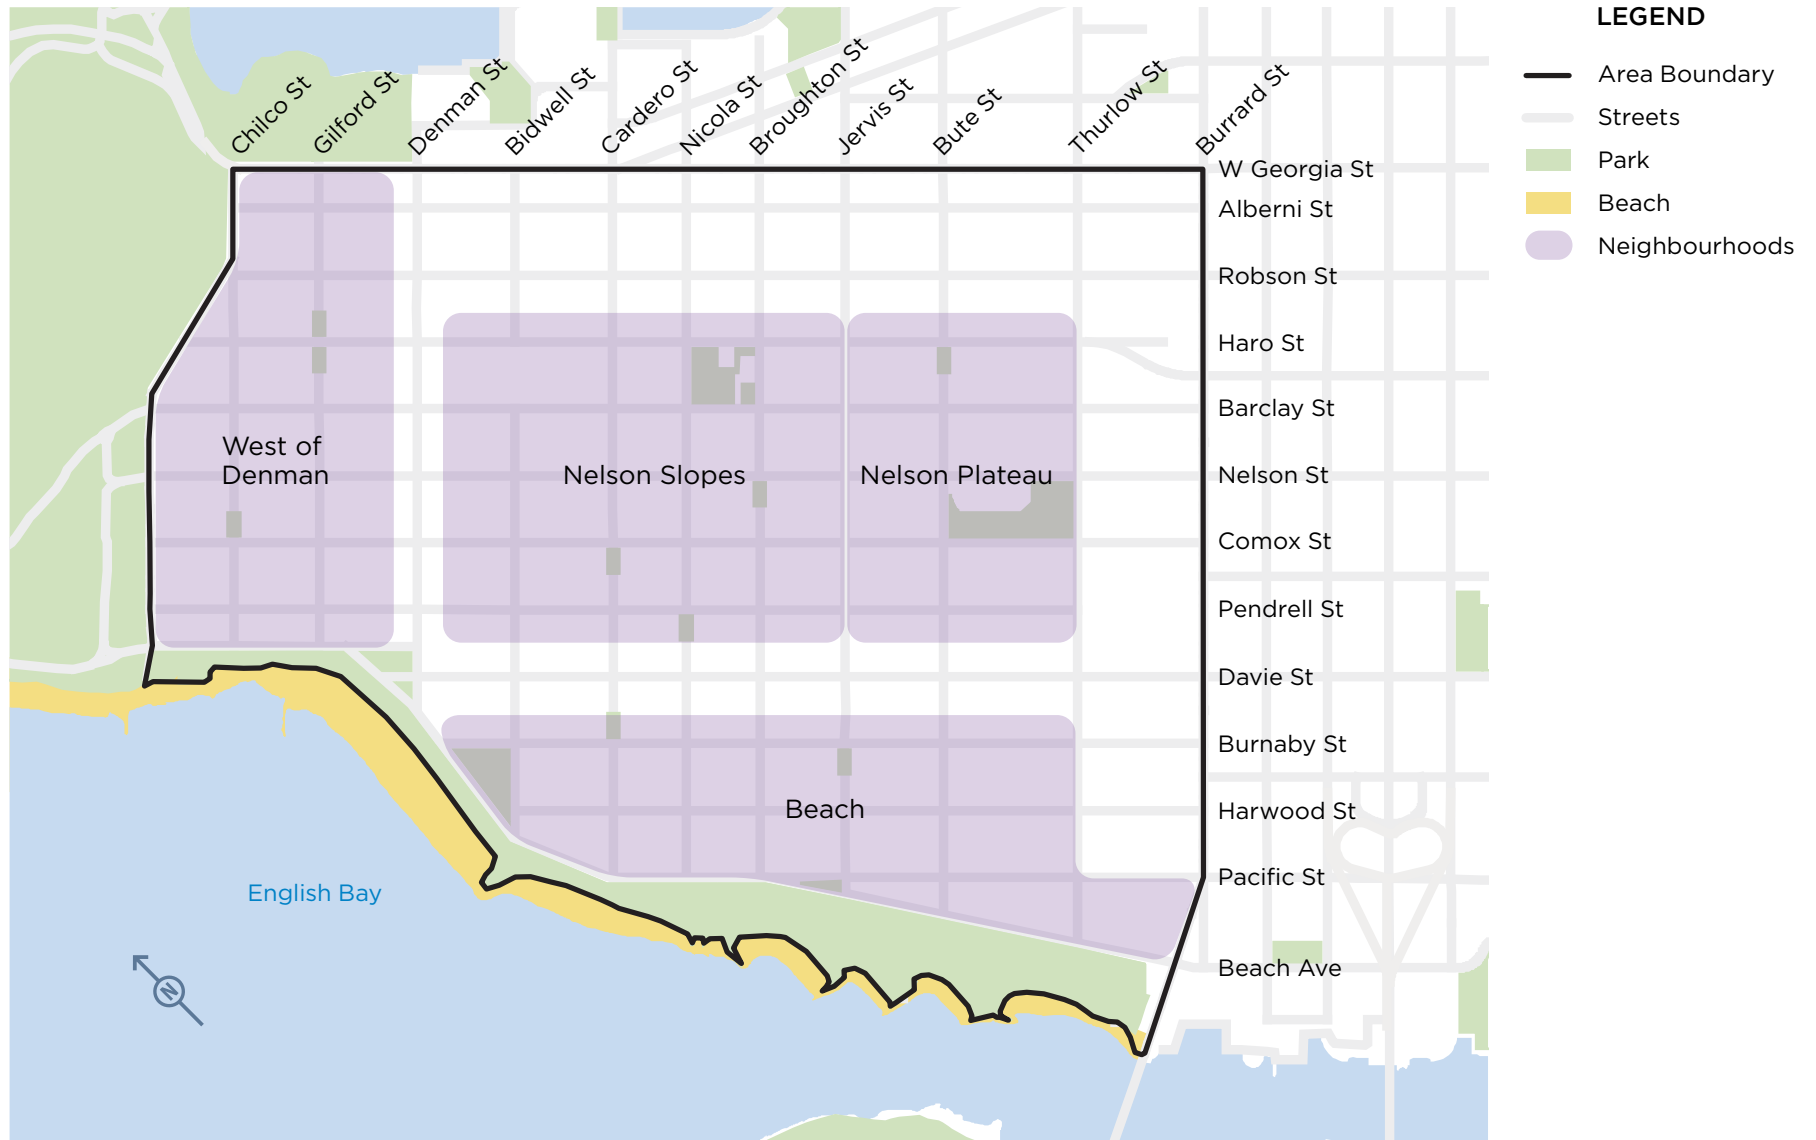 LEGEND
Area Boundary
Streets
Park
Beach
Neighbourhoods
Chilco St
Gilford St
Denman St
Bidwell St
Cardero St
Nicola St
Broughton St
Jervis St
Bute St
Thurlow St
Burrard St
W Georgia St
Alberni St
Robson St
Haro St
Barclay St
Nelson St
Comox St
Pendrell St
Davie St
Burnaby St
Harwood St
Pacific St
Beach Ave
West of
Denman
Nelson Slopes
Nelson Plateau
Beach
English Bay
N